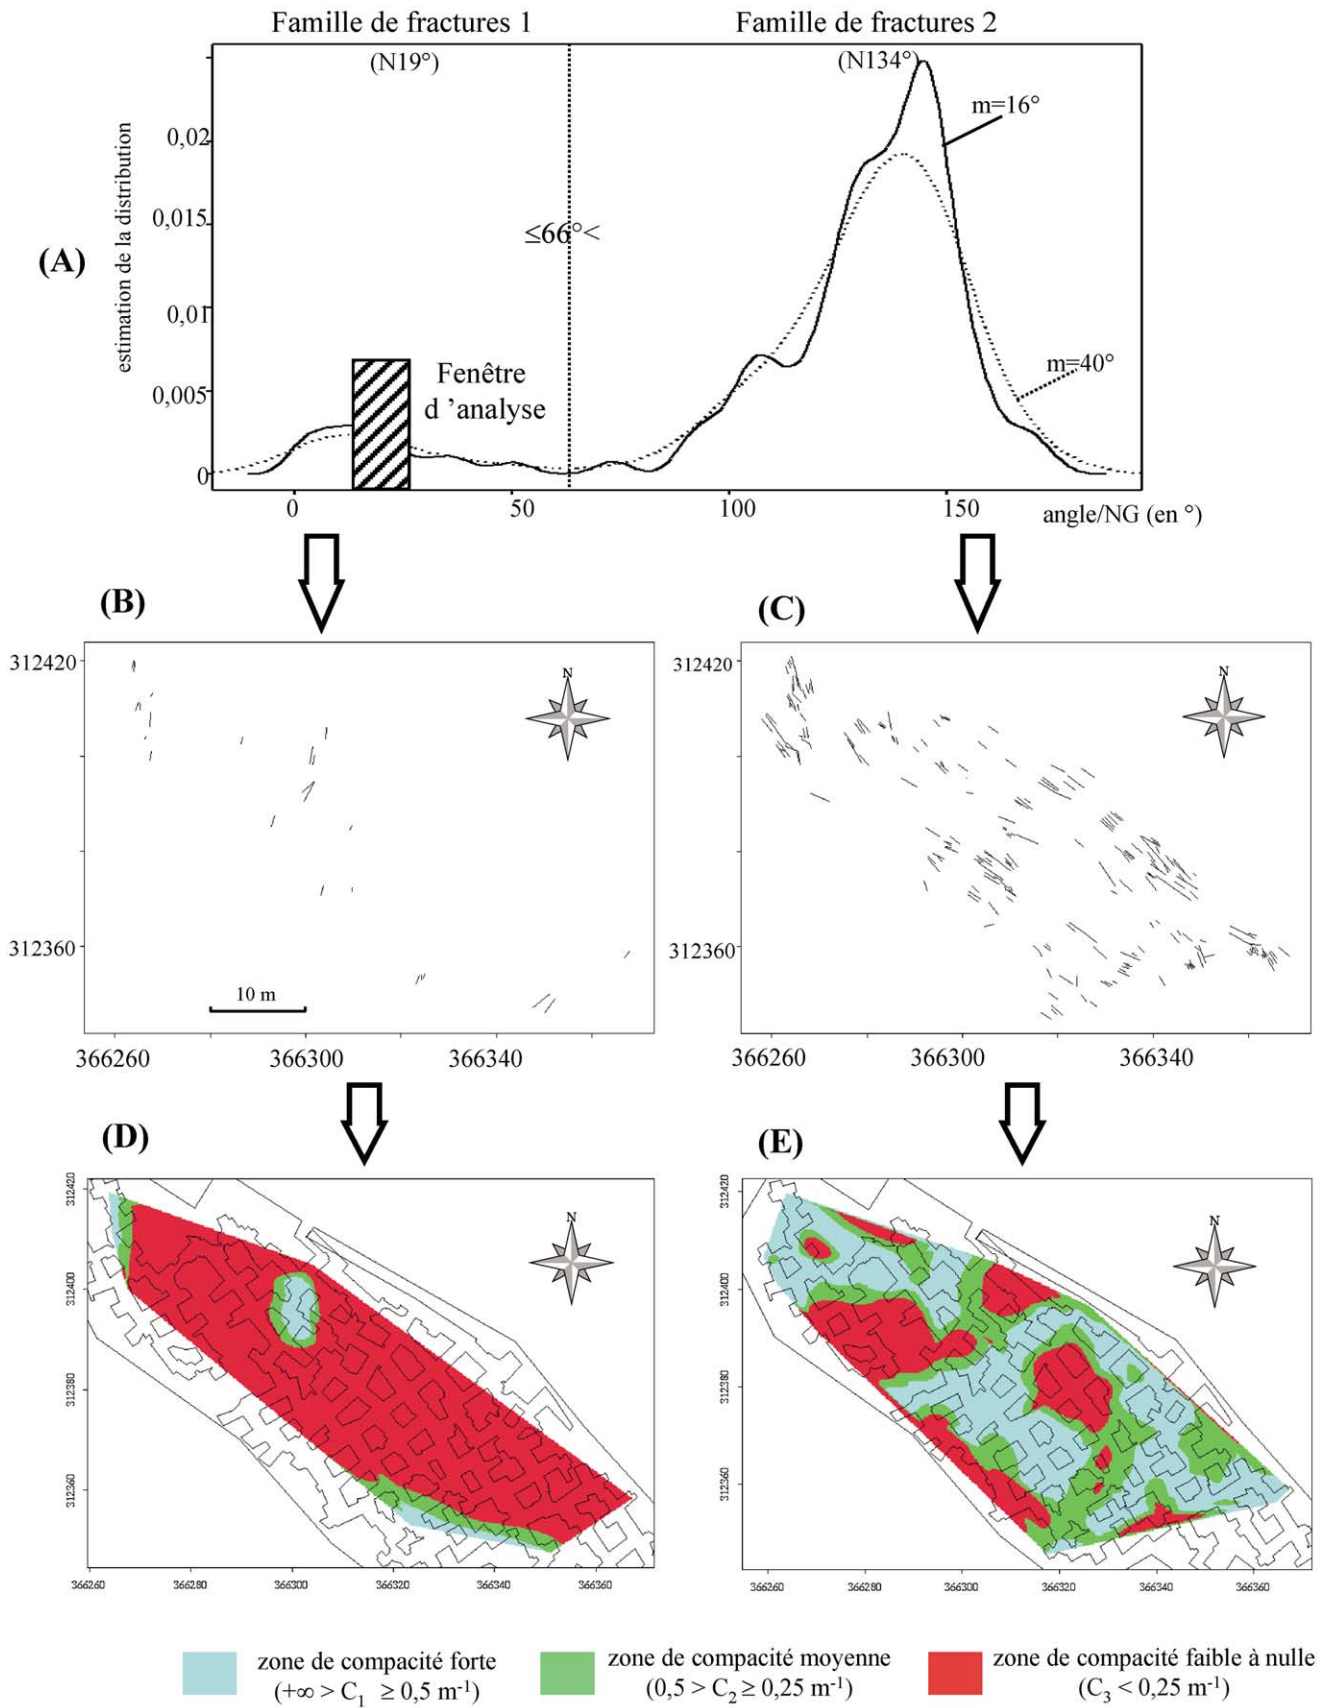 Famille de fractures 1
Famille de fractures 2
(N19°)
(N134°)
m=16°
0,02
estimation de la distribution
0,015
≤66°<
(A)
0,01
m=40°
Fenêtre
d ’analyse
0,005
0
0
50
100
150
angle/NG (en °)
(B)
(C)
312420
N
312420
N
312360
312360
10 m
366260
366300
366340
366260
366300
366340
(D)
(E)
312420
312400
312380
312360
N
312420
312400
312380
312360
N
366260
366280
366300
366320
366340
366360
366260
366280
366300
366320
366340
366360
zone de compacité forte
(+∞ > C1 ≥ 0,5 m-1)
zone de compacité moyenne
(0,5 > C2 ≥ 0,25 m-1)
zone de compacité faible à nulle
(C3 < 0,25 m-1)